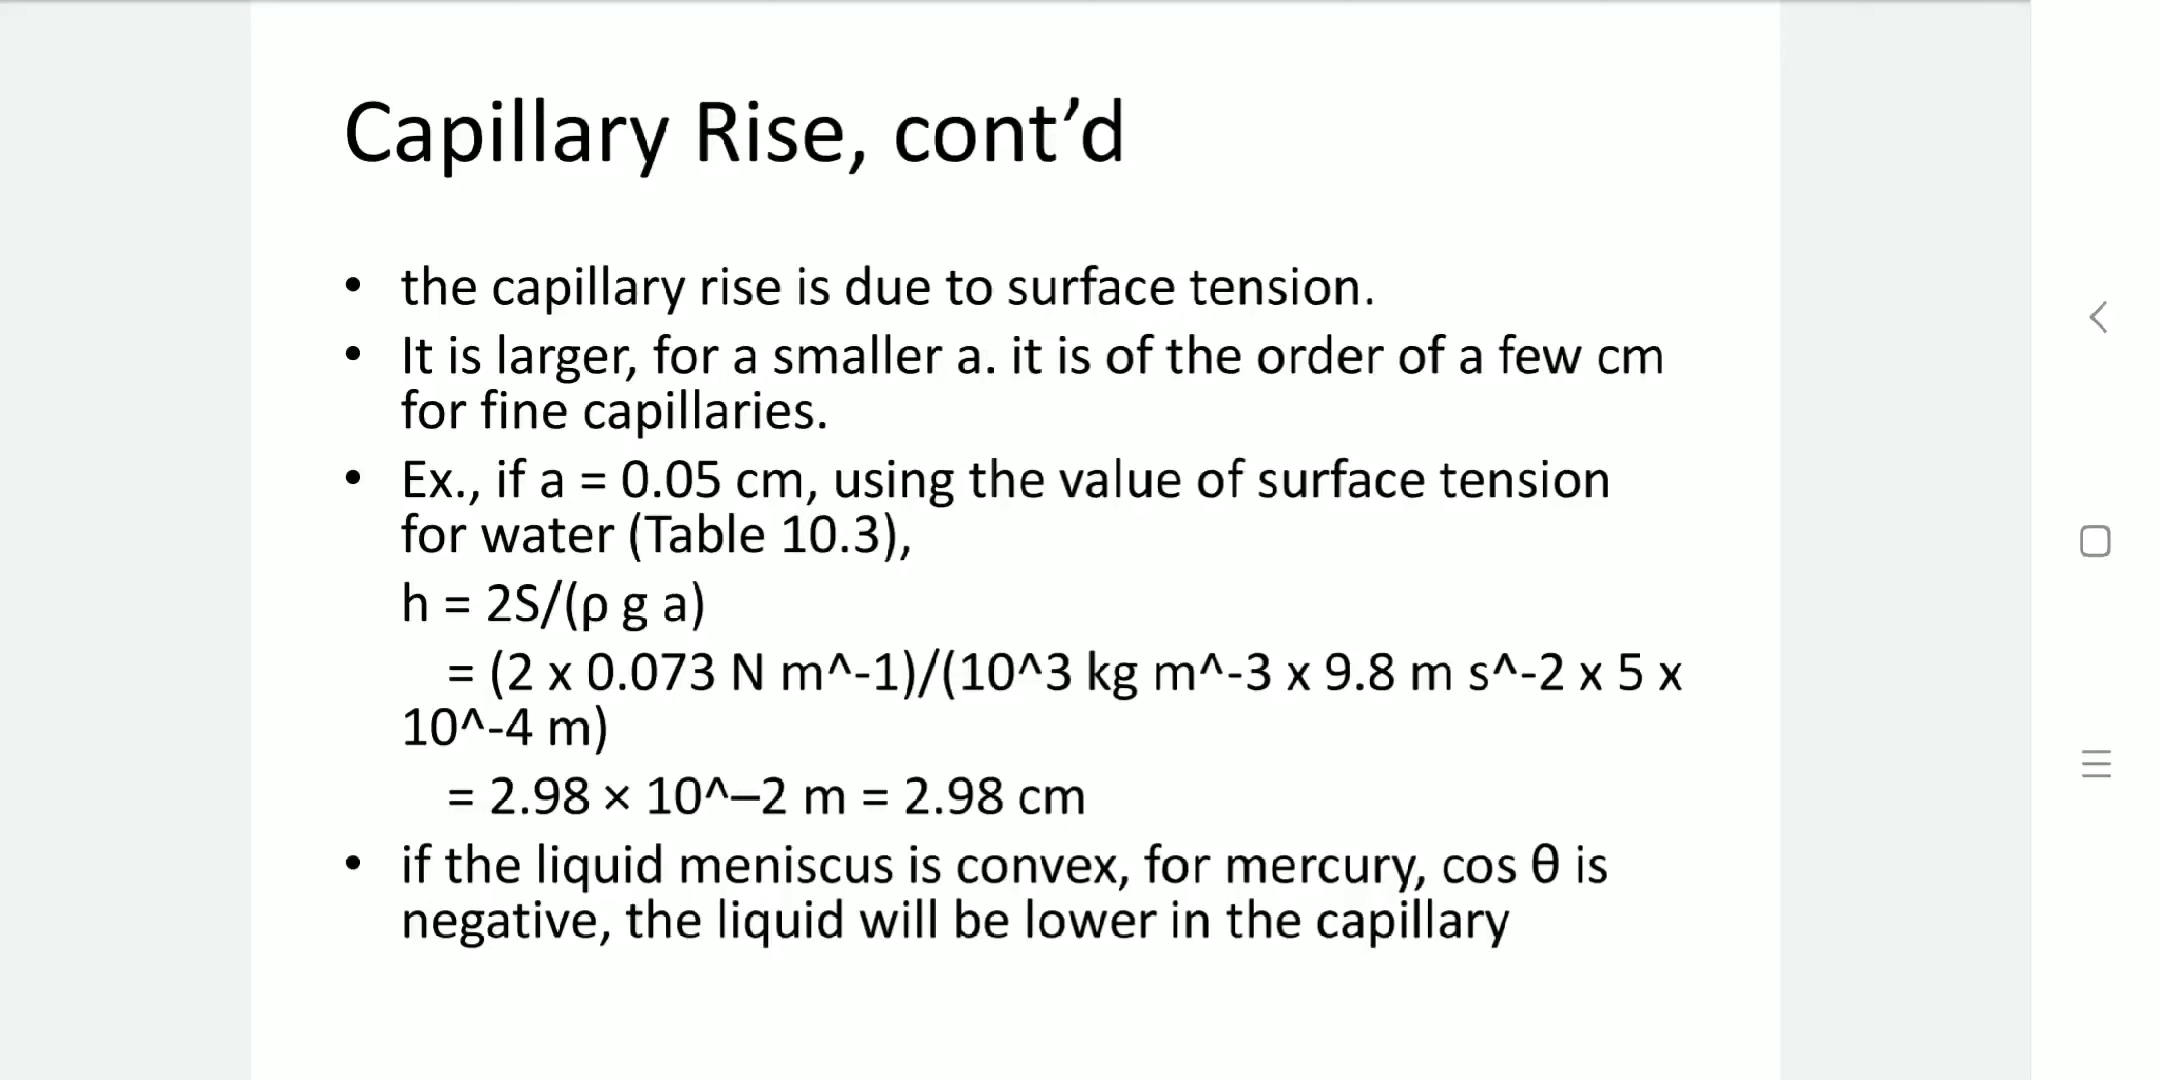 Capillary Rise, cont’d
• the capillary rise is due to surface tension.
• It is larger, for a smaller a. it is of the order of a few cm
for fine capillaries.
• Ex., if a = 0.05 cm, using the value of surface tension
for water (Table 10.3),
h = 2S/(ρ g a)
= (2 x 0.073 N m^-1)/(10^3 kg m^-3 x 9.8 m s^-2 x 5 x
10^-4 m)
= 2.98 × 10^–2 m = 2.98 cm
• if the liquid meniscus is convex, for mercury, cos θ is
negative, the liquid will be lower in the capillary